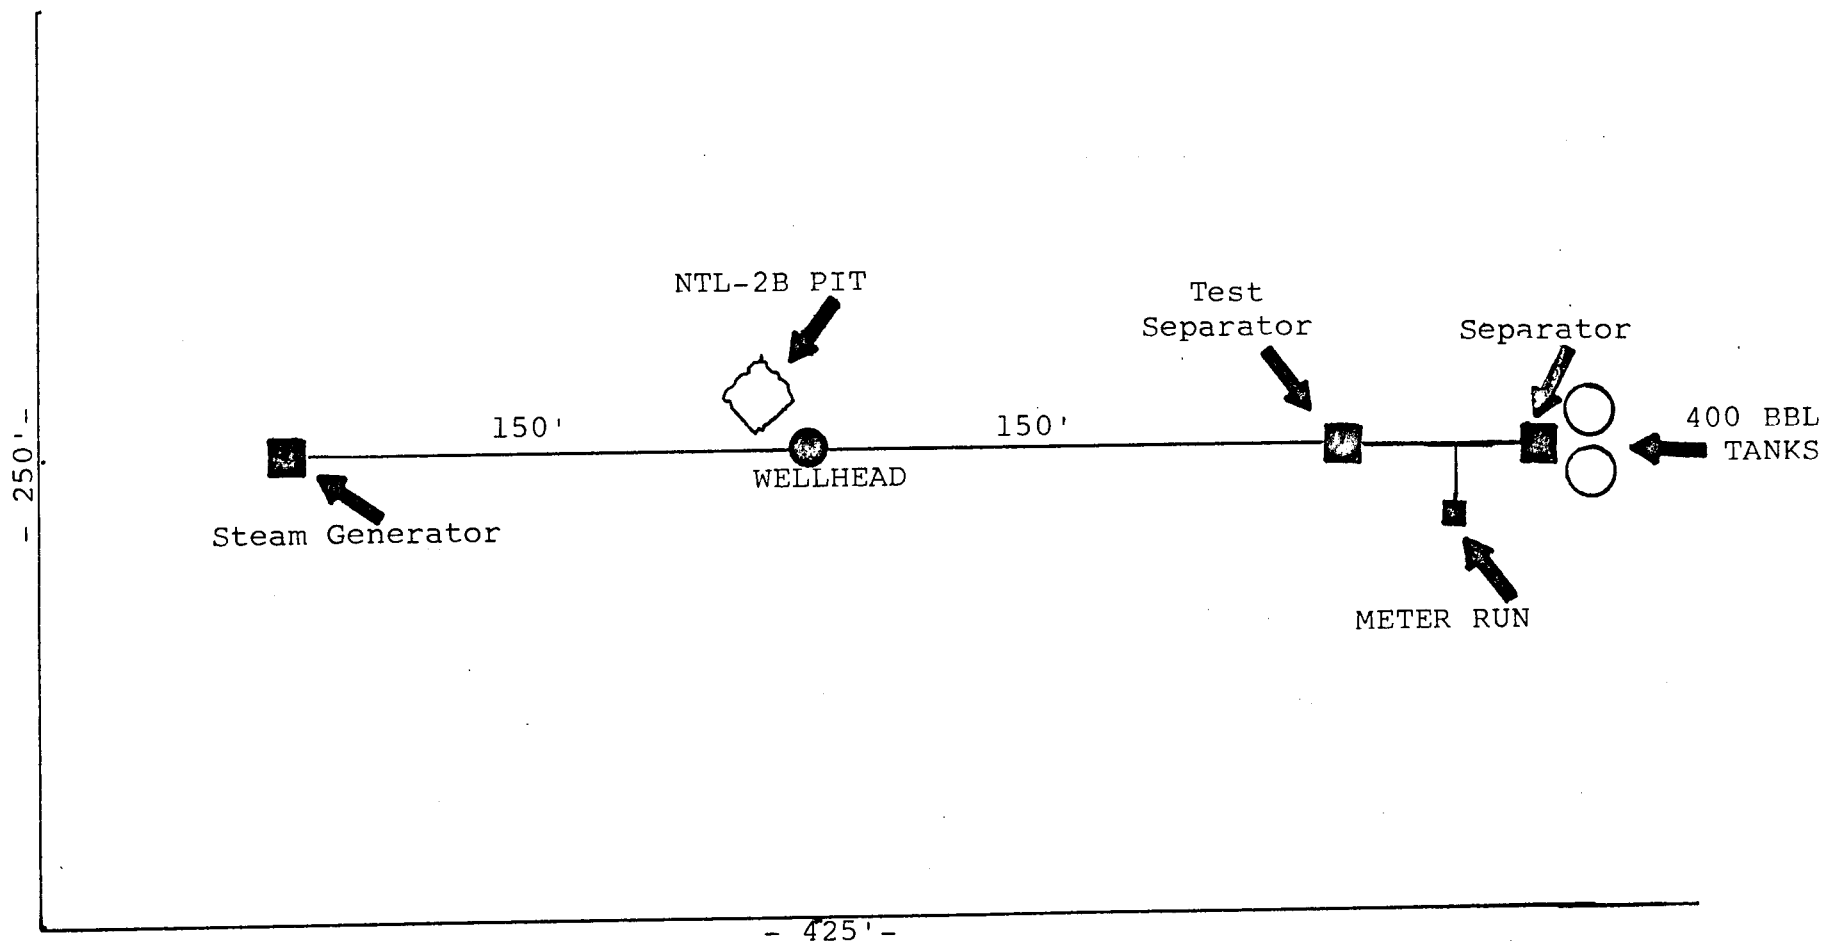 NTL-2B PIT
Test
Separator
Separator
150'
150'
400 BBL
TANKS
WELLHEAD
- 250'-
Steam Generator
METER RUN
- 425'-